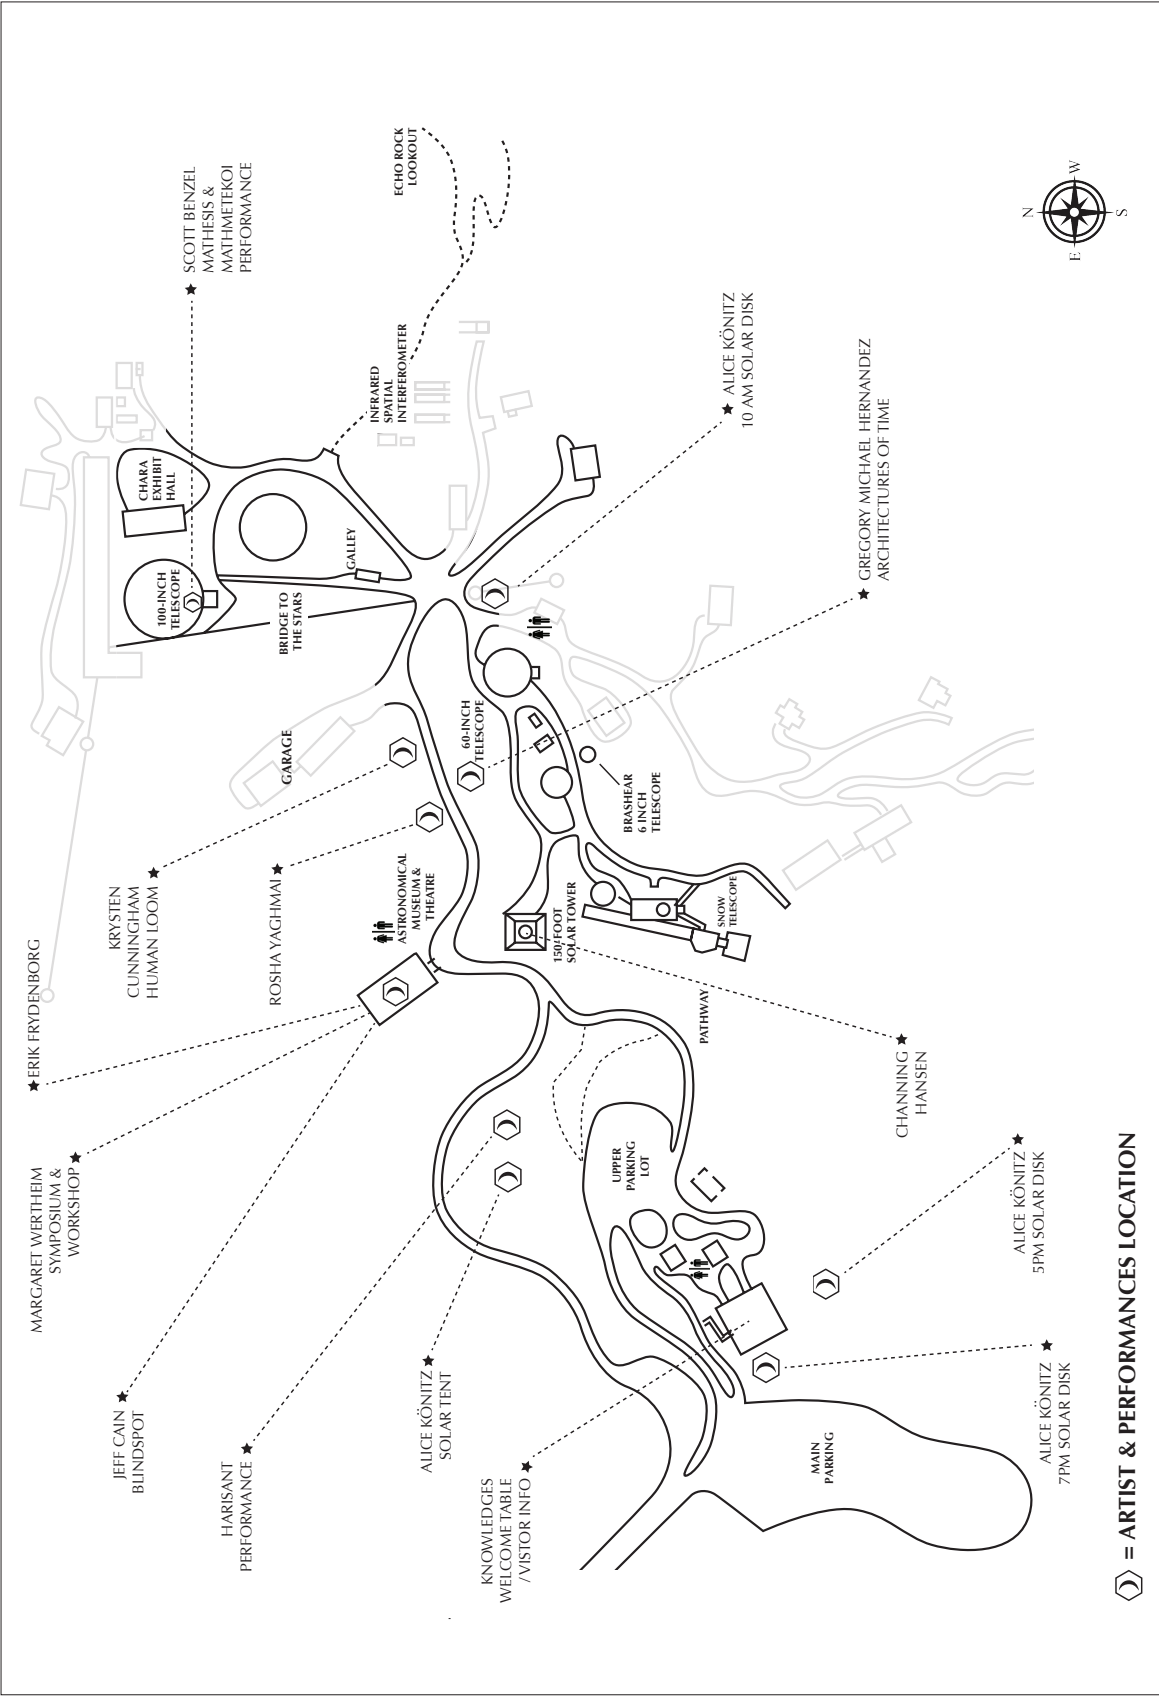 ERIK FRYDENBORG
MARGARET WERTHEIM
SYMPOSIUM &
WORKSHOP
JEFF CAIN
BLINDSPOT
HARISANT
PERFORMANCE
KRYSTEN
CUNNINGHAM
HUMAN LOOM
ROSHA YAGHMAI
SCOTT BENZEL
MATHESIS &
MATHMETEKOI
PERFORMANCE
CHARA
EXHIBIT
HALL
100-INCH
TELESCOPE
BRIDGE TO
THE STARS
GALLEY
GARAGE
INFRARED
SPATIAL
INTERFEROMETER
ECHO ROCK
LOOKOUT
ASTRONOMICAL
MUSEUM &
THEATRE
60-INCH
TELESCOPE
150-FOOT
SOLAR TOWER
BRASHEAR
6 INCH
TELESCOPE
SNOW
TELESCOPE
PATHWAY
UPPER
PARKING
LOT
MAIN
PARKING
ALICE KÖNITZ
SOLAR TENT
KNOWLEDGES
WELCOME TABLE
/ VISTOR INFO
ALICE KÖNITZ
10 AM SOLAR DISK
GREGORY MICHAEL HERNANDEZ
ARCHITECTURES OF TIME
CHANNING
HANSEN
ALICE KÖNITZ
5PM SOLAR DISK
ALICE KÖNITZ
7PM SOLAR DISK
N
E
W
S
= ARTIST & PERFORMANCES LOCATION